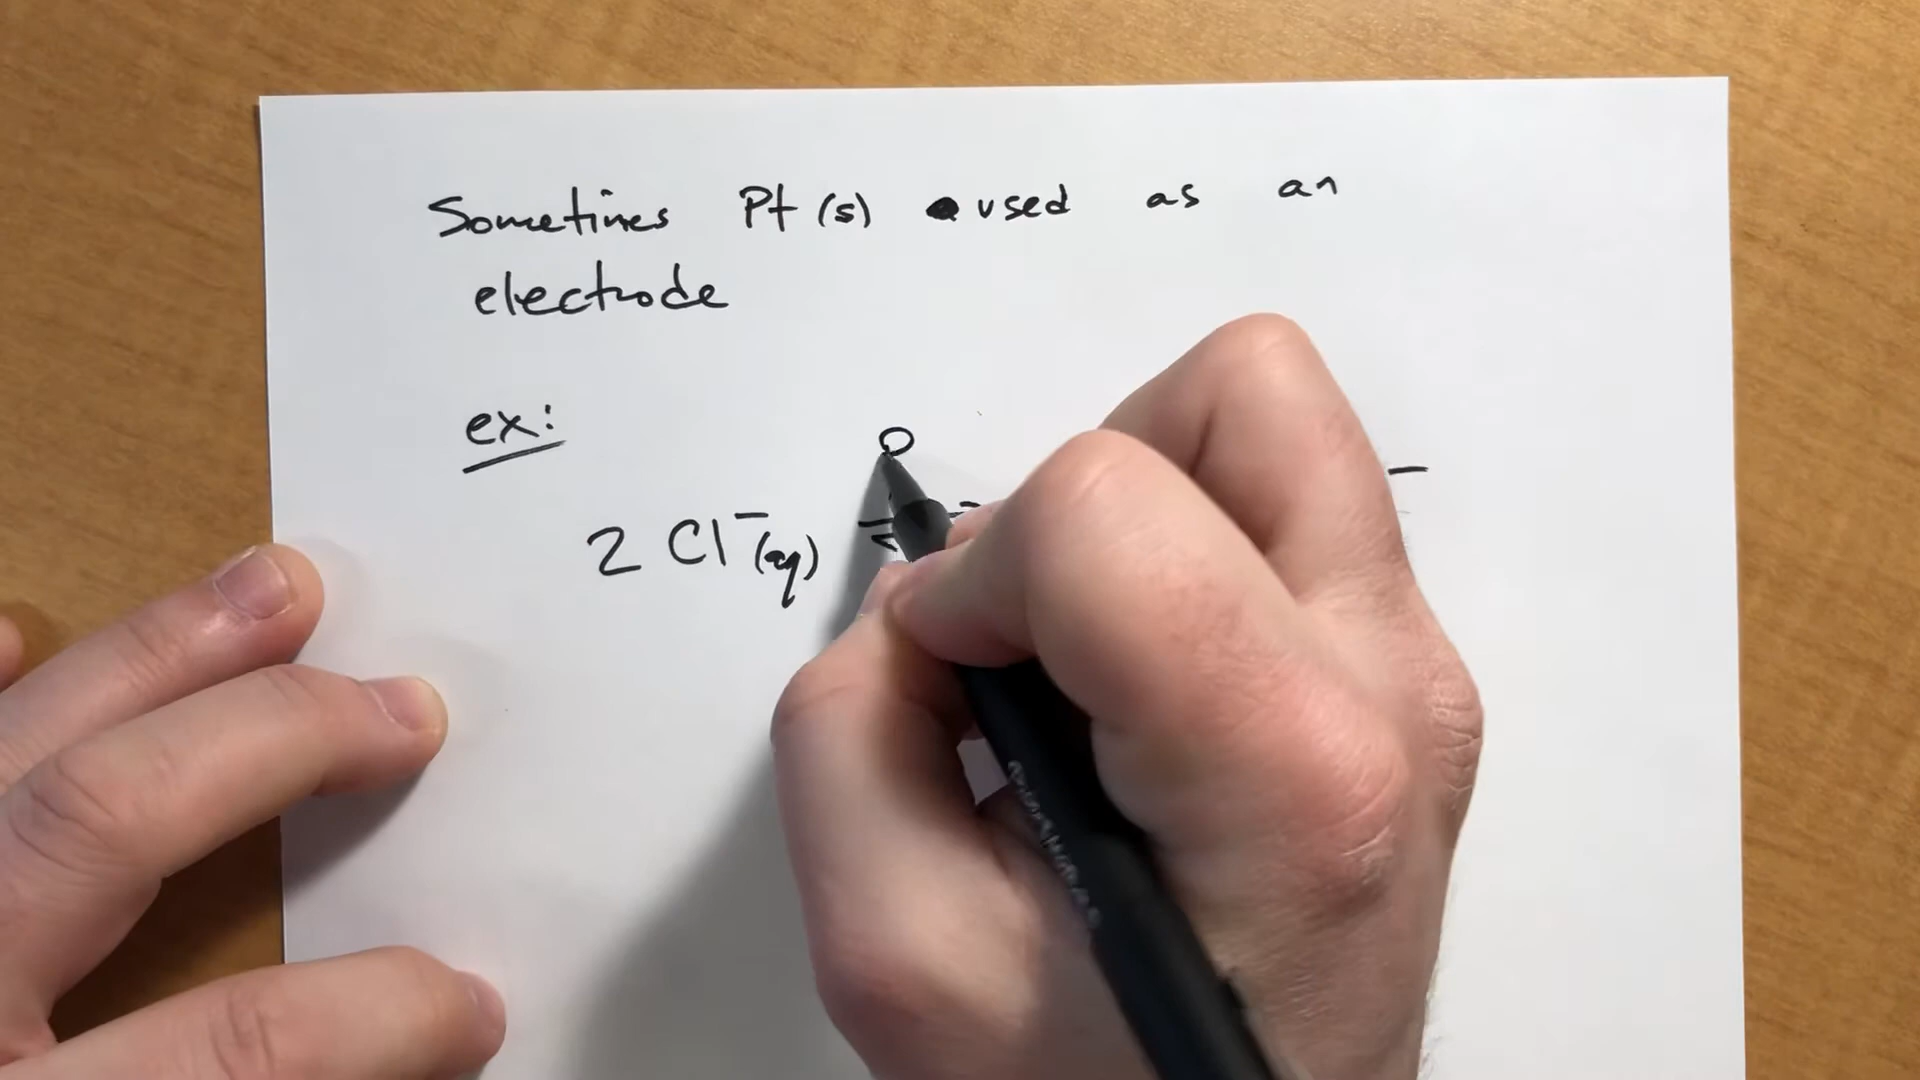 Sometimes Pt (s) used as an
electrode
ex:
2 Cl⁻(aq) ⇌